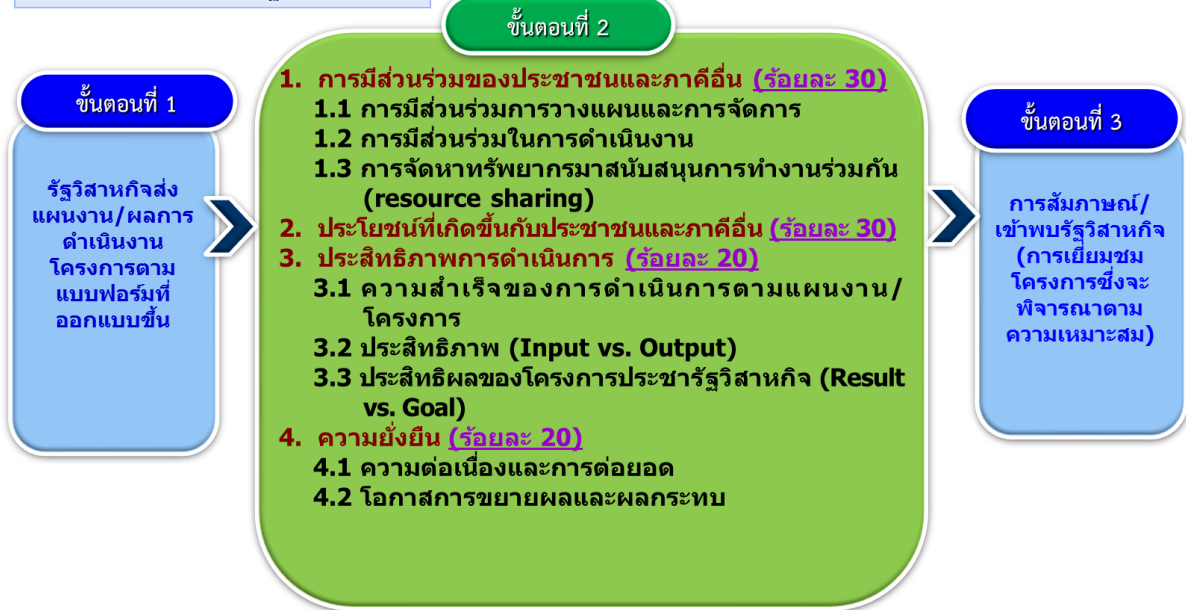 ขั้นตอนที่ 1
รัฐวิสาหกิจส่ง
แผนงาน/ผลการ
ดำเนินงาน
โครงการตาม
แบบฟอร์มที่
ออกแบบขึ้น
ขั้นตอนที่ 2
1. การมีส่วนร่วมของประชาชนและภาคีอื่น (ร้อยละ 30)
1.1 การมีส่วนร่วมการวางแผนและการจัดการ
1.2 การมีส่วนร่วมในการดำเนินงาน
1.3 การจัดหาทรัพยากรมาสนับสนุนการทำงานร่วมกัน
(resource sharing)
2. ประโยชน์ที่เกิดขึ้นกับประชาชนและภาคีอื่น (ร้อยละ 30)
3. ประสิทธิภาพการดำเนินการ (ร้อยละ 20)
3.1 ความสำเร็จของการดำเนินการตามแผนงาน/
โครงการ
3.2 ประสิทธิภาพ (Input vs. Output)
3.3 ประสิทธิผลของโครงการประชารัฐวิสาหกิจ (Result
vs. Goal)
4. ความยั่งยืน (ร้อยละ 20)
4.1 ความต่อเนื่องและการต่อยอด
4.2 โอกาสการขยายผลและผลกระทบ
ขั้นตอนที่ 3
การสัมภาษณ์/
เข้าพบรัฐวิสาหกิจ
(การเยี่ยมชม
โครงการซึ่งจะ
พิจารณาตาม
ความเหมาะสม)